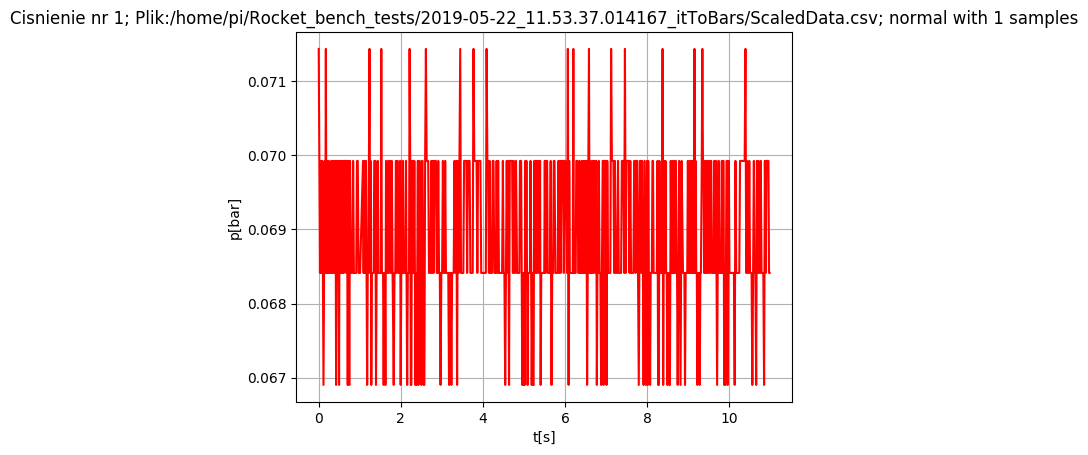 Cisnienie nr 1; Plik:/home/pi/Rocket_bench_tests/2019-05-22_11.53.37.014167_itToBars/ScaledData.csv; normal with 1 samples
0.071
0.070
0.069
0.068
0.067
p[bar]
0 2 4 6 8 10
t[s]